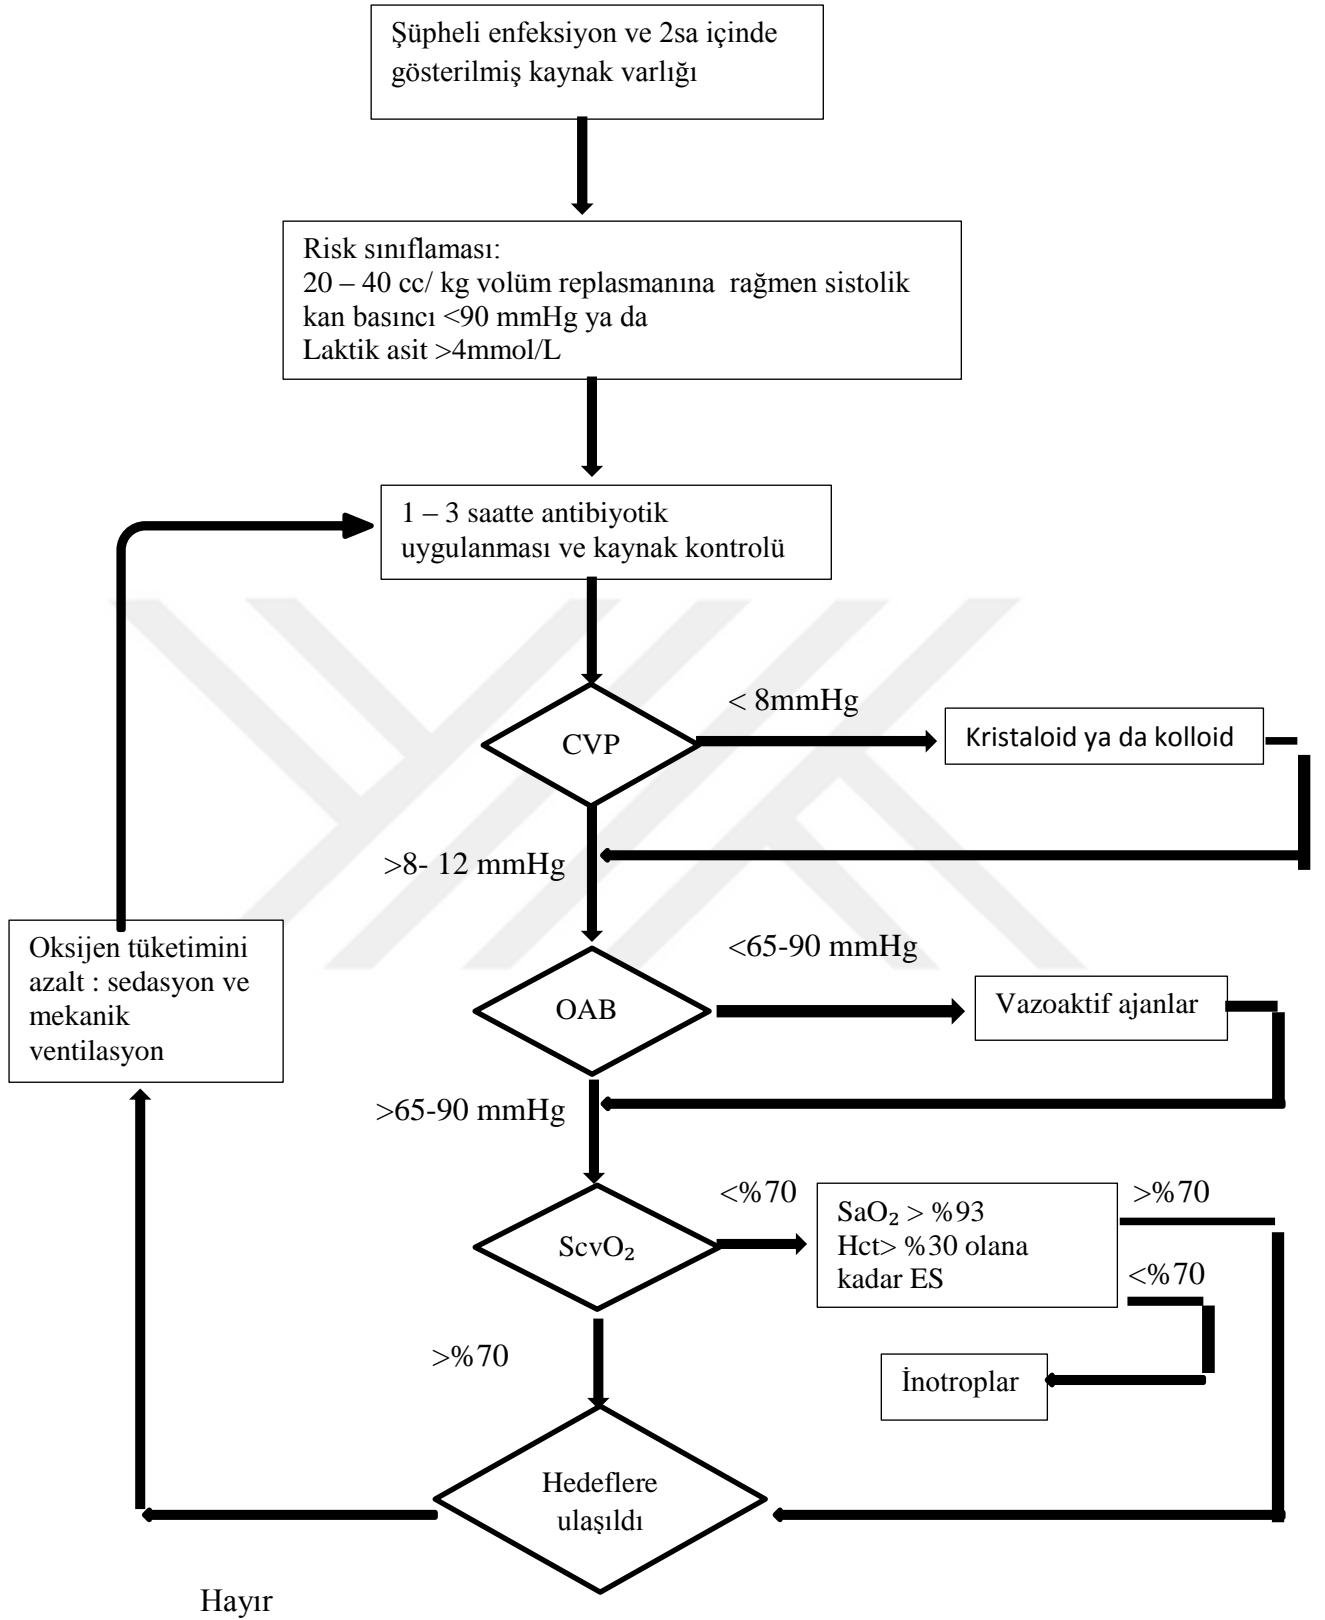 Şüpheli enfeksiyon ve 2sa içinde
gösterilmiş kaynak varlığı
Risk sınıflaması:
20 – 40 cc/ kg volüm replasmanına  rağmen sistolik
kan basıncı <90 mmHg ya da
Laktik asit >4mmol/L
1 – 3 saatte antibiyotik
uygulanması ve kaynak kontrolü
CVP
< 8mmHg
Kristaloid ya da kolloid
>8- 12 mmHg
Oksijen tüketimini
azalt : sedasyon ve
mekanik
ventilasyon
OAB
<65-90 mmHg
Vazoaktif ajanlar
>65-90 mmHg
ScvO₂
<%70
SaO₂ > %93
Hct> %30 olana
kadar ES
>%70
<%70
İnotroplar
>%70
Hedeflere
ulaşıldı
Hayır